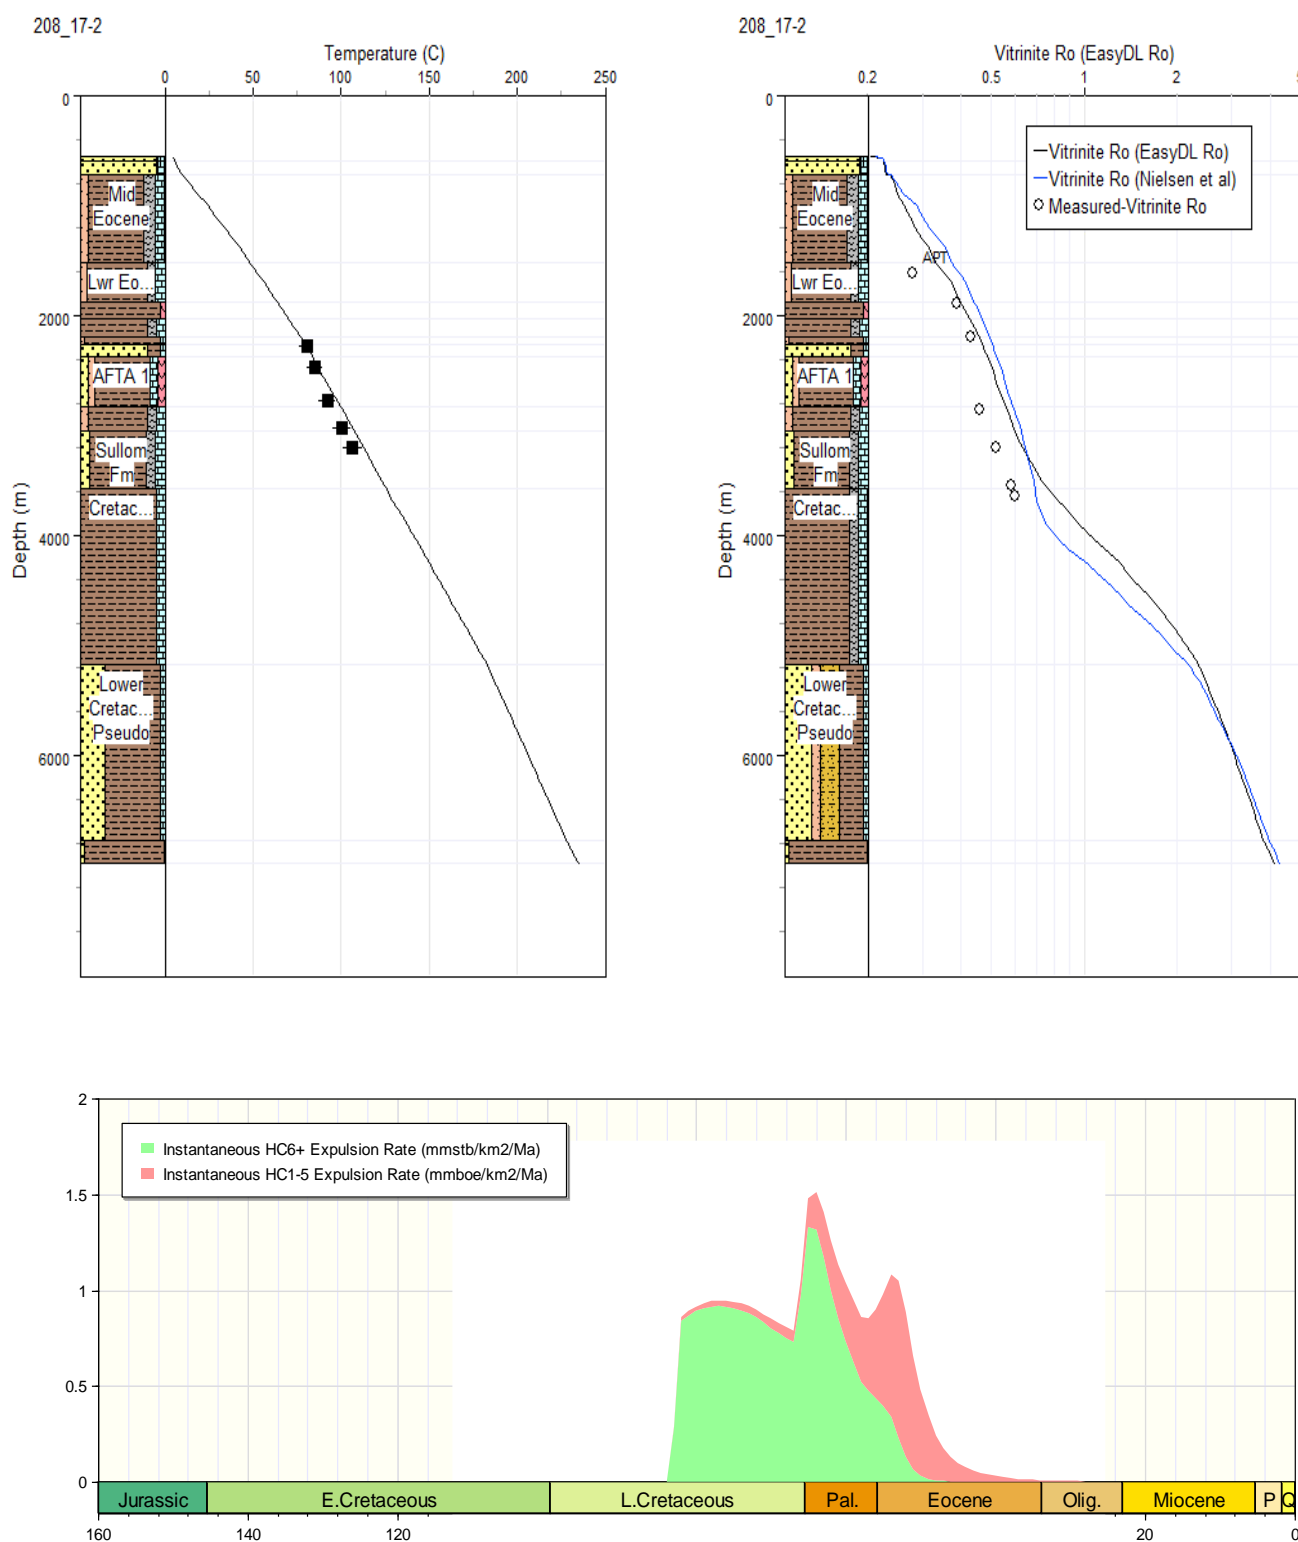 208_17-2
Temperature (C)
0 50 100 150 200 250
0
2000
4000
6000
Depth (m)
Mid
Eocene
Lwr Eo...
AFTA 1
Sullom
Fm
Cretac...
Lower
Cretac...
Pseudo
208_17-2
Vitrinite Ro (EasyDL Ro)
0.2 0.5 1 2
0
2000
4000
6000
Depth (m)
Vitrinite Ro (EasyDL Ro)
Vitrinite Ro (Nielsen et al)
Measured-Vitrinite Ro
APT
Mid
Eocene
Lwr Eo...
AFTA 1
Sullom
Fm
Cretac...
Lower
Cretac...
Pseudo
2
1.5
1
0.5
0
Instantaneous HC6+ Expulsion Rate (mmstb/km2/Ma)
Instantaneous HC1-5 Expulsion Rate (mmboe/km2/Ma)
Jurassic E.Cretaceous L.Cretaceous Pal. Eocene Olig. Miocene P Q
160 140 120 20 0